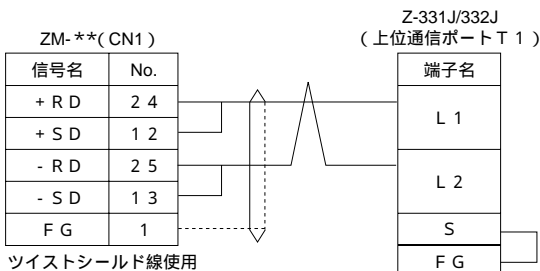 Z-331J/332J
ZM-**(CN1)
(上位通信ポートT1)
信号名 No. 端子名
+RD 24
L1
+SD 12
-RD 25
L2
-SD 13
FG 1 S
ツイストシールド線使用 FG